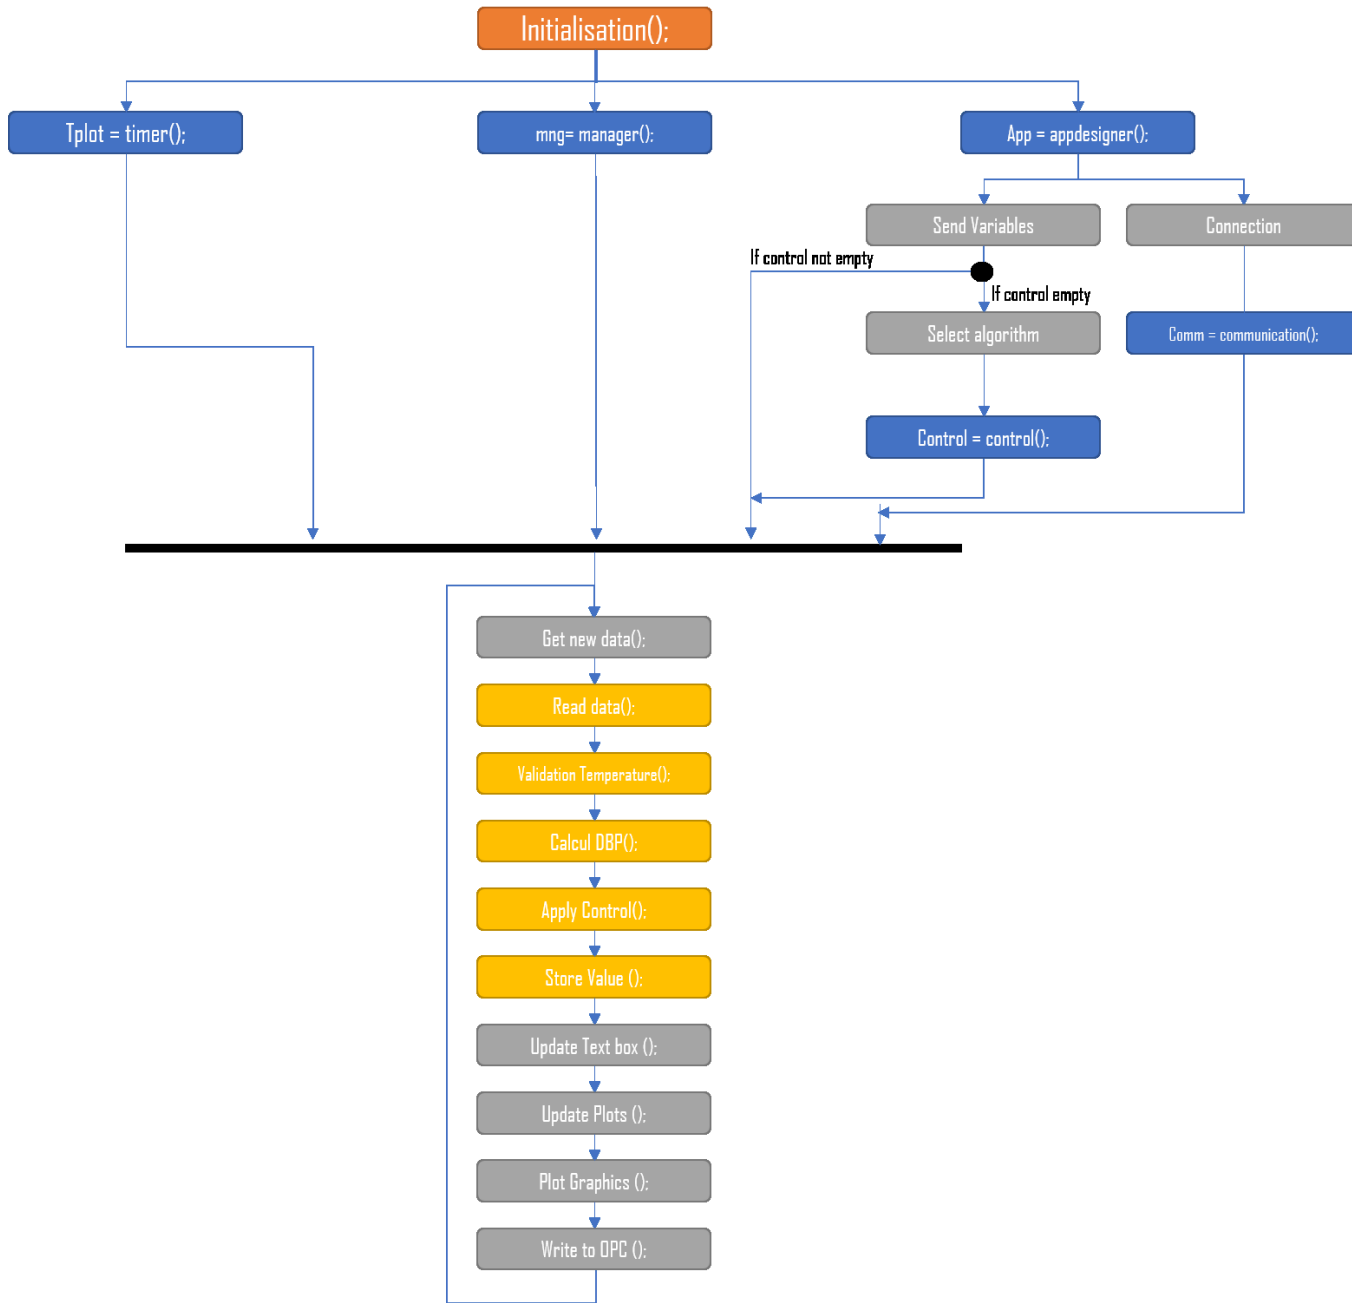 Initialisation();
Tplot = timer();
mng= manager();
App = appdesigner();
Send Variables
Connection
If control not empty
If control empty
Select algorithm
Comm = communication();
Control = control();
Get new data();
Read data();
Validation Temperature();
Calcul DBP();
Apply Control();
Store Value ();
Update Text box ();
Update Plots ();
Plot Graphics ();
Write to OPC ();